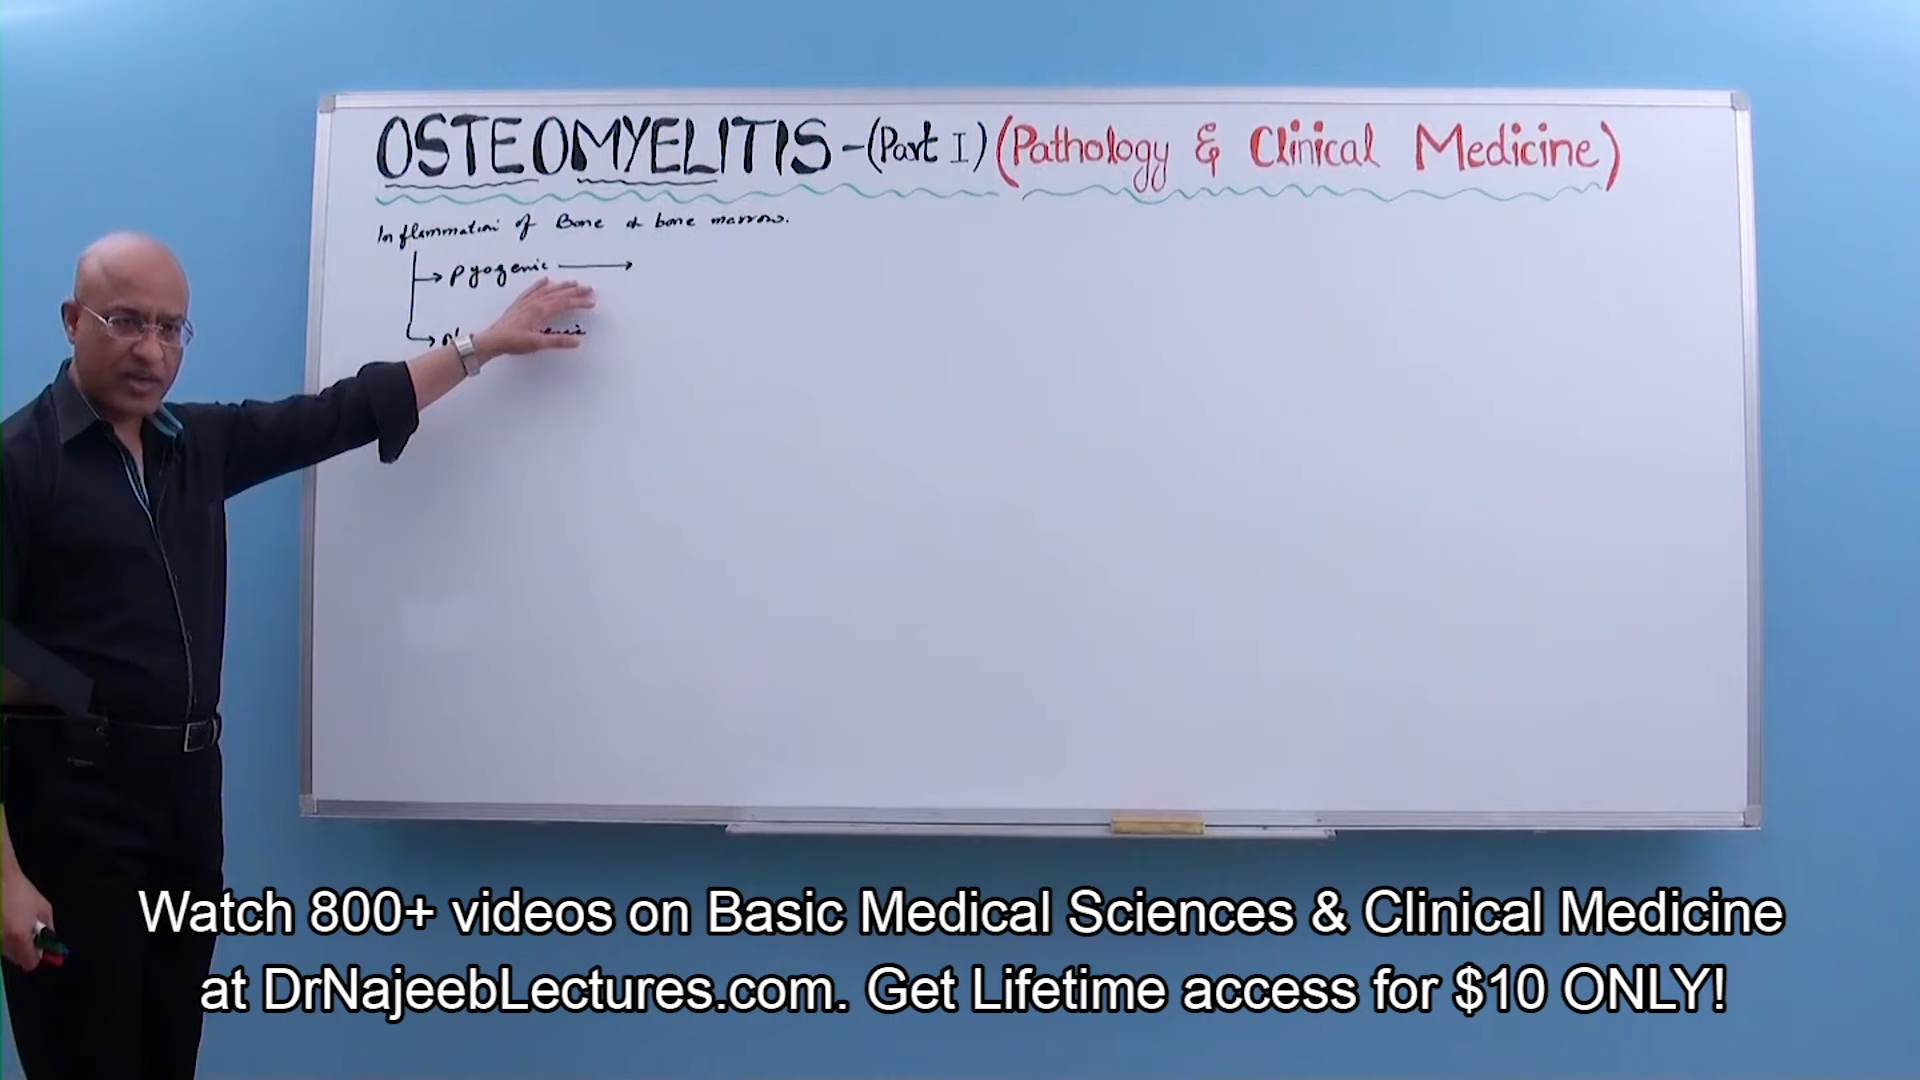 OSTEOMYELITIS - (Part I) (Pathology & Clinical Medicine)
Inflammation of Bone & bone marrow.
Pyogenic
Watch 800+ videos on Basic Medical Sciences & Clinical Medicine
at DrNajeebLectures.com. Get Lifetime access for $10 ONLY!